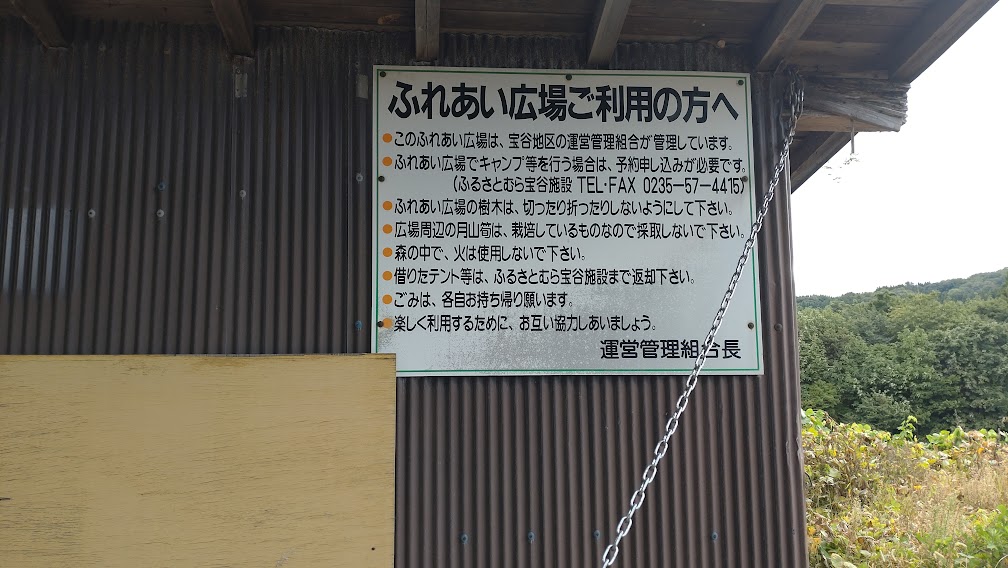 ふれあい広場ご利用の方へ
●このふれあい広場は、宝谷地区の運営管理組合が管理しています。
●ふれあい広場でキャンプ等を行う場合は、予約申し込みが必要です。
(ふるさとむら宝谷施設 TEL・FAX 0235-57-4415)
●ふれあい広場の樹木は、切ったり折ったりしないようにして下さい。
●広場周辺の月山筍は、栽培しているものなので採取しないで下さい。
●森の中で、火は使用しないで下さい。
●借りたテント等は、ふるさとむら宝谷施設まで返却下さい。
●ごみは、各自お持ち帰り願います。
●楽しく利用するために、お互い協力しあいましょう。
運営管理組合長